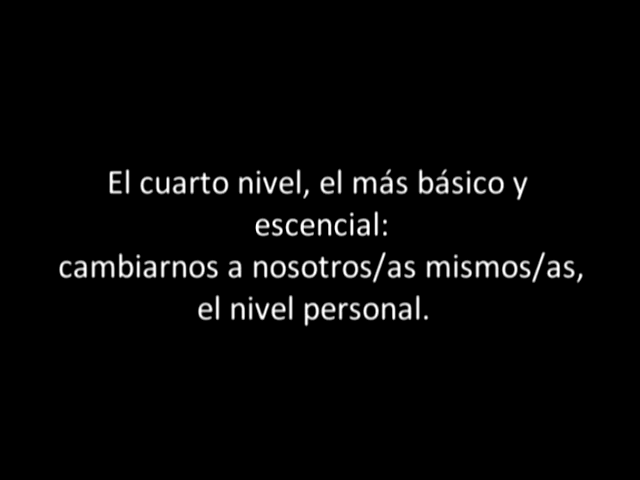 El cuarto nivel, el más básico y
escencial:
cambiarnos a nosotros/as mismos/as,
el nivel personal.